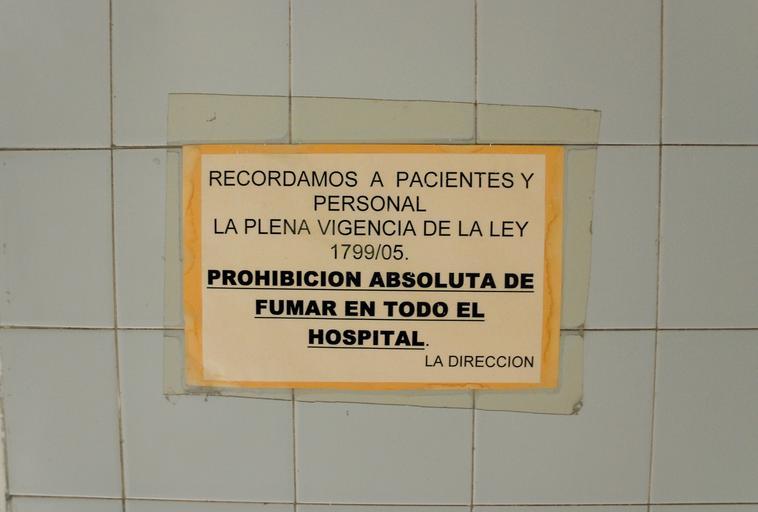 RECORDAMOS A PACIENTES Y
PERSONAL
LA PLENA VIGENCIA DE LA LEY
1799/05.
PROHIBICION ABSOLUTA DE
FUMAR EN TODO EL
HOSPITAL.
LA DIRECCION